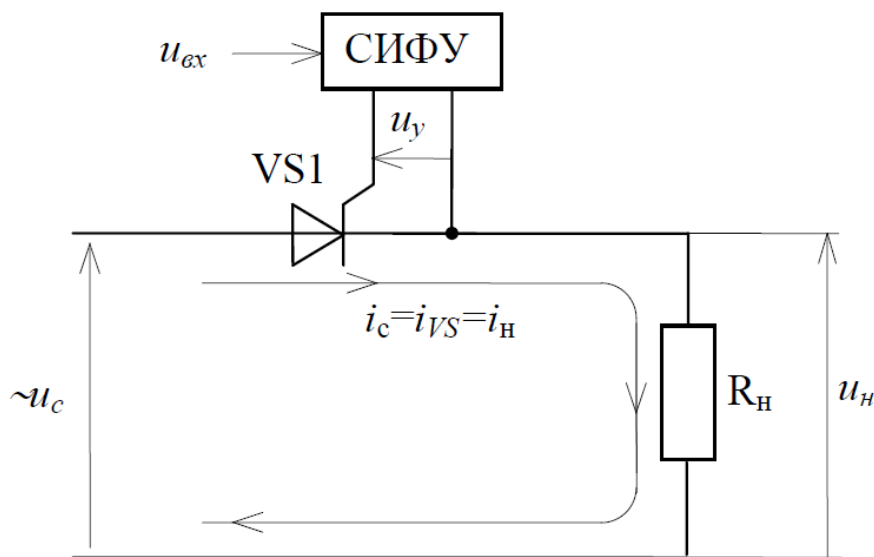 СИФУ
uвх
uу
VS1
iс=iVS=iн
~uс
Rн
uн